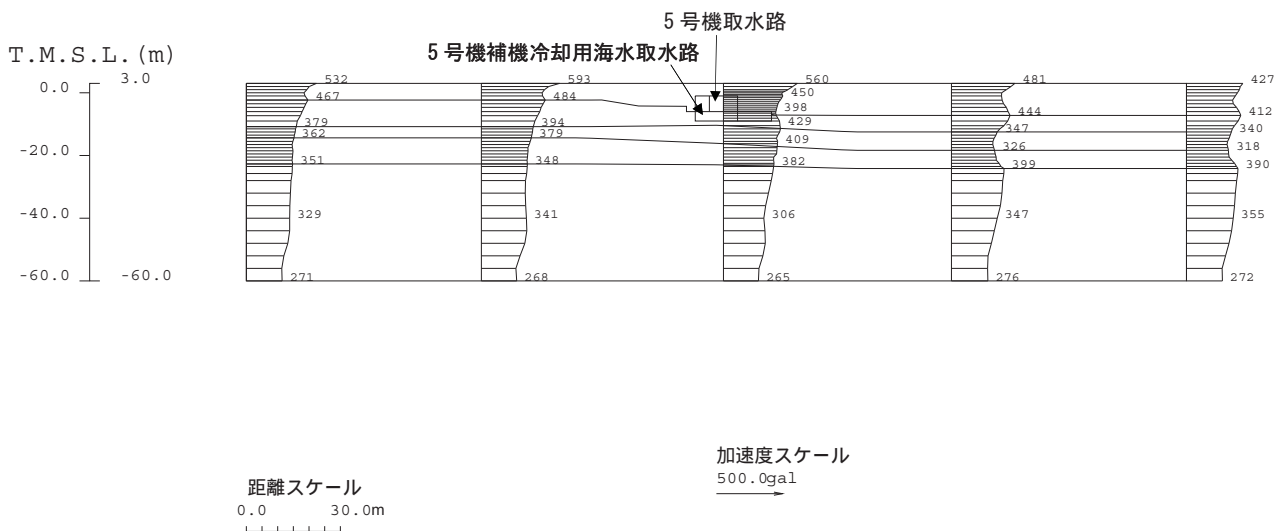 5 号機取水路
5 号機補機冷却用海水取水路
T.M.S.L.(m)
0.0 3.0
-20.0
-40.0
-60.0 -60.0
532 593 560 481 427
467 484 450 444 412
398
379 394 429 347 340
362 379 409 326 318
351 348 382 399 390
329 341 306 347 355
271 268 265 276 272
加速度スケール
500.0gal
距離スケール
0.0 30.0m